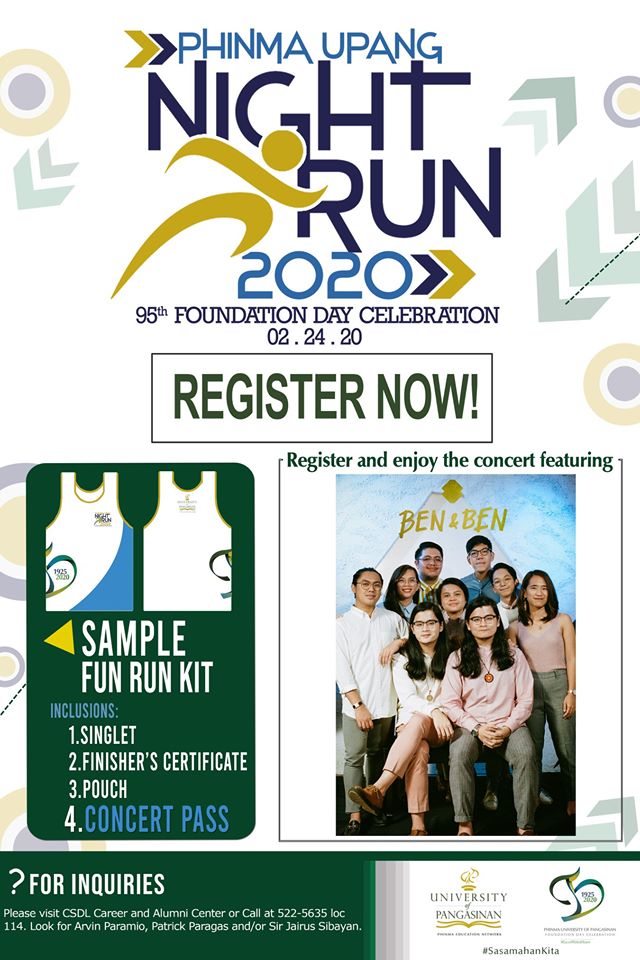 PHINMA UPANG
NIGHT
RUN
2020
95th FOUNDATION DAY CELEBRATION
02 . 24 . 20
REGISTER NOW!
Register and enjoy the concert featuring
BEN & BEN
NIGHT
RUN
1925
2020
UNIVERSITY
SAMPLE
FUN RUN KIT
INCLUSIONS:
1.SINGLET
2.FINISHER'S CERTIFICATE
3.POUCH
4.CONCERT PASS
? FOR INQUIRIES
Please visit CSDL Career and Alumni Center or Call at 522-5635 loc
114. Look for Arvin Paramio, Patrick Paragas and/or Sir Jairus Sibayan.
UNIVERSITY
of
PANGASINAN
PHINMA EDUCATION NETWORK
1925
2020
PHINMA UNIVERSITY OF PANGASINAN
FOUNDATION DAY CELEBRATION
#SasamahanKita